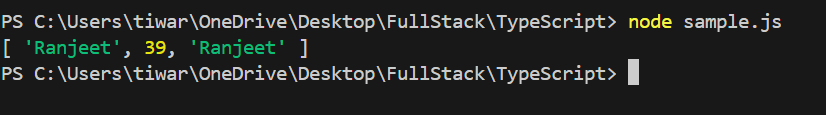 PS C:\Users\tiwar\OneDrive\Desktop\FullStack\TypeScript> node sample.js
[ 'Ranjeet', 39, 'Ranjeet' ]
PS C:\Users\tiwar\OneDrive\Desktop\FullStack\TypeScript>